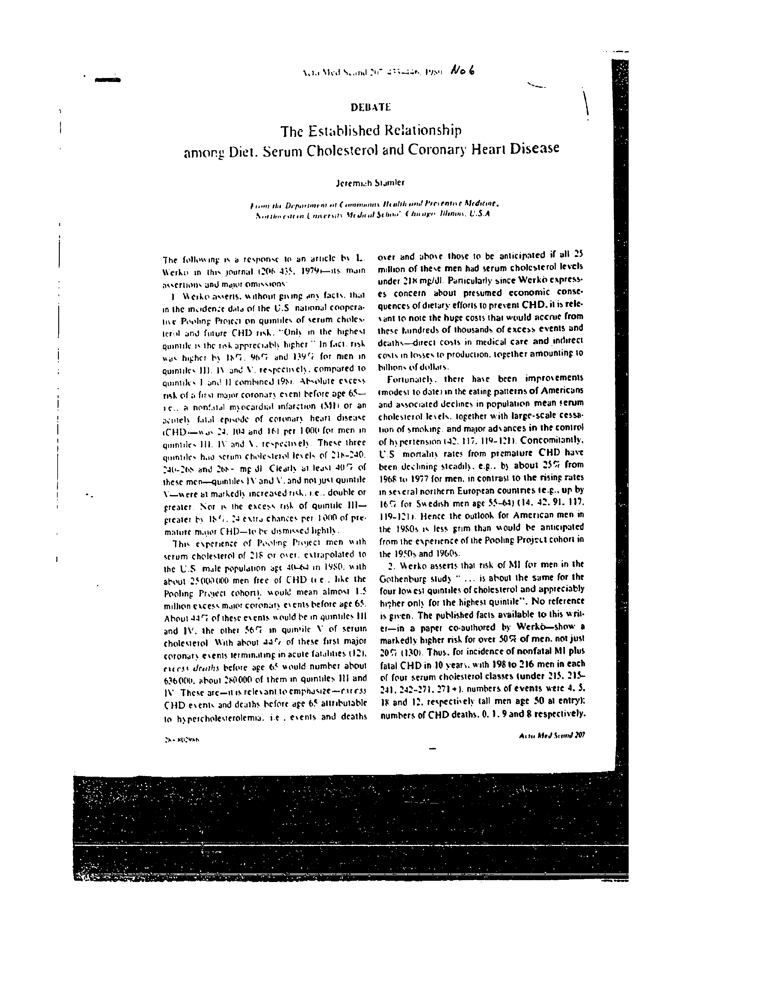 Acta Med Scand 207: 433-446, 1980 No 6
DEBATE
The Established Relationship
among Diet, Serum Cholesterol and Coronary Heart Disease
Jeremiah Stamler
From the Department of Community Health and Preventive Medicine,
Northwestern University Medical School, Chicago, Illinois, U.S.A.
The following is a response to an article by L.
Werkö in this journal (206: 435, 1979)—its main
assertions and major omissions:
1. Werkö asserts, without giving any facts, that
in the incidence data of the U.S. national coopera-
tive Pooling Project on quintiles of serum choles-
terol and future CHD risk, "Only in the highest
quintile is the risk appreciably higher." In fact, risk
was higher by 18%, 96% and 139% for men in
quintiles III, IV and V, respectively, compared to
quintiles I and II combined (98). Absolute excess
risk of a first major coronary event before age 65—
i.e., a nonfatal myocardial infarction (MI) or an
acutely fatal episode of coronary heart disease
(CHD)—was 24, 104 and 161 per 1000 for men in
quintiles III, IV and V, respectively. These three
quintiles had serum cholesterol levels of 218-240,
240-268 and 268+ mg/dl. Clearly at least 40% of
these men—quintiles IV and V, and not just quintile
V—were at markedly increased risk, i.e., double or
greater. Nor is the excess risk of quintile III—
greater by 18%, 24 extra chances per 1000 of pre-
mature major CHD—to be dismissed lightly.
This experience of Pooling Project men with
serum cholesterol of 218 or over, extrapolated to
the U.S. male population age 40-64 in 1980, with
about 25000000 men free of CHD (i.e., like the
Pooling Project cohort), would mean almost 1.5
million excess major coronary events before age 65.
About 44% of these events would be in quintiles III
and IV, the other 56% in quintile V of serum
cholesterol. With about 44% of these first major
coronary events terminating in acute fatalities (12),
excess deaths before age 65 would number about
636000, about 280000 of them in quintiles III and
IV. These are—it is relevant to emphasize—excess
CHD events and deaths before age 65 attributable
to hypercholesterolemia, i.e., events and deaths
over and above those to be anticipated if all 25
million of these men had serum cholesterol levels
under 218 mg/dl. Particularly since Werkö express-
es concern about presumed economic conse-
quences of dietary efforts to prevent CHD, it is rele-
vant to note the huge costs that would accrue from
these hundreds of thousands of excess events and
deaths—direct costs in medical care and indirect
costs in losses to production, together amounting to
billions of dollars.
Fortunately, there have been improvements
(modest to date) in the eating patterns of Americans
and associated declines in population mean serum
cholesterol levels, together with large-scale cessa-
tion of smoking, and major advances in the control
of hypertension (42, 117, 119-121). Concomitantly,
U.S. mortality rates from premature CHD have
been declining steadily, e.g., by about 25% from
1968 to 1977 for men, in contrast to the rising rates
in several northern European countries (e.g., up by
16% for Swedish men age 55-64) (14, 42, 91, 117,
119-121). Hence the outlook for American men in
the 1980s is less grim than would be anticipated
from the experience of the Pooling Project cohort in
the 1950s and 1960s.
2. Werkö asserts that risk of MI for men in the
Gothenburg study " ... is about the same for the
four lowest quintiles of cholesterol and appreciably
higher only for the highest quintile". No reference
is given. The published facts available to this writ-
er—in a paper co-authored by Werkö—show a
markedly higher risk for over 50% of men, not just
20% (130). Thus, for incidence of nonfatal MI plus
fatal CHD in 10 years, with 198 to 216 men in each
of four serum cholesterol classes (under 215, 215-
241, 242-271, 271+), numbers of events were 4, 5,
18 and 12, respectively (all men age 50 at entry);
numbers of CHD deaths, 0, 1, 9 and 8 respectively.
Acta Med Scand 207